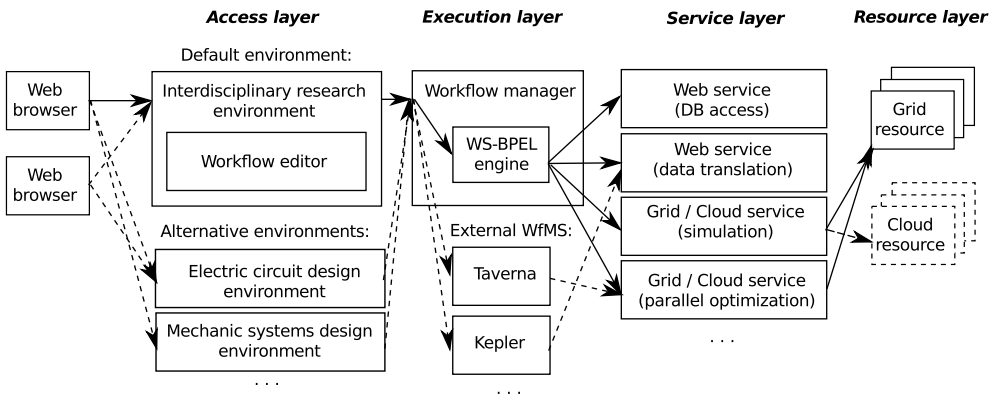 Access layer
Execution layer
Service layer
Resource layer
Default environment:
Web
browser
Web
browser
Interdisciplinary research
environment
Workflow editor
Alternative environments:
Electric circuit design
environment
Mechanic systems design
environment
. . .
Workflow manager
WS-BPEL
engine
External WfMS:
Taverna
Kepler
. . .
Web service
(DB access)
Web service
(data translation)
Grid / Cloud service
(simulation)
Grid / Cloud service
(parallel optimization)
. . .
Grid
resource
Cloud
resource